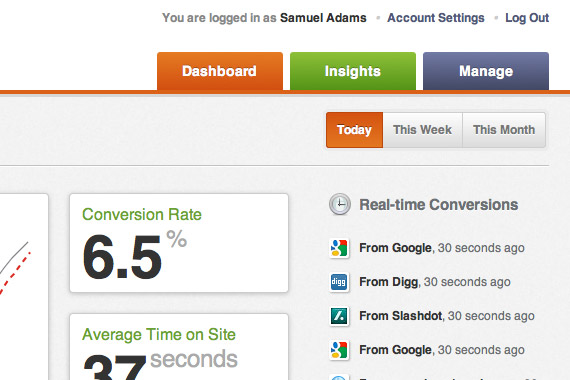 You are logged in as Samuel Adams • Account Settings • Log Out
Dashboard Insights Manage
Today This Week This Month
Conversion Rate
6.5%
Average Time on Site
37 seconds
Real-time Conversions
From Google, 30 seconds ago
digg From Digg, 30 seconds ago
From Slashdot, 30 seconds ago
From Google, 30 seconds ago